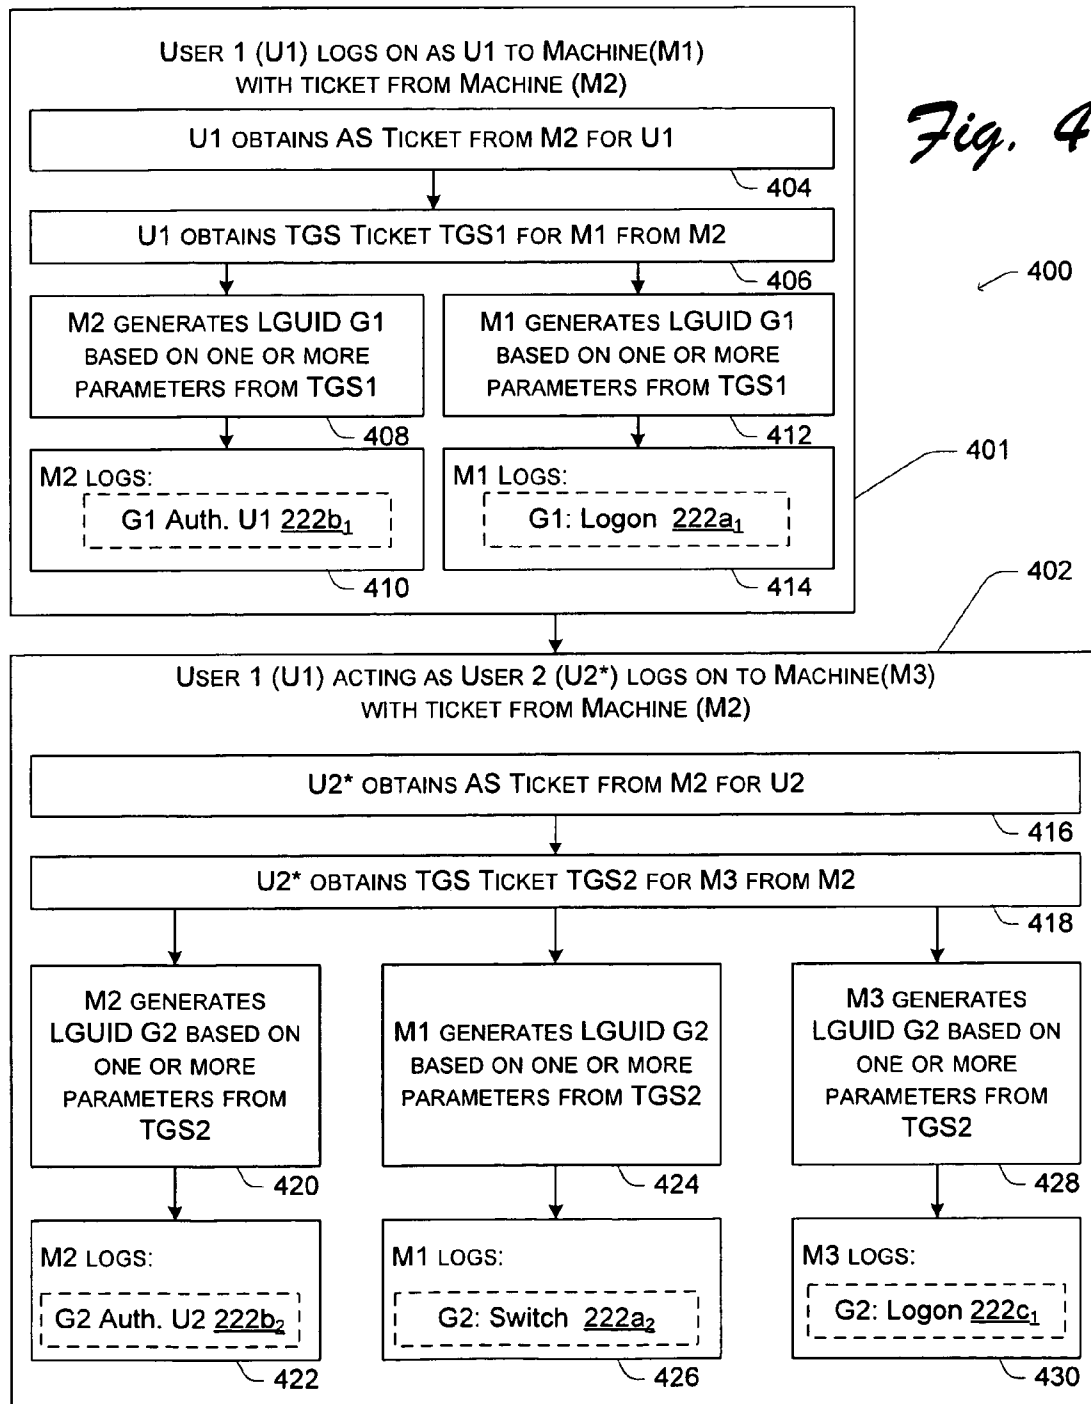 USER 1 (U1) LOGS ON AS U1 TO MACHINE(M1)
WITH TICKET FROM MACHINE (M2)
Fig. 4
U1 OBTAINS AS TICKET FROM M2 FOR U1
404
U1 OBTAINS TGS TICKET TGS1 FOR M1 FROM M2
406
400
M2 GENERATES LGUID G1
BASED ON ONE OR MORE
PARAMETERS FROM TGS1
408
M1 GENERATES LGUID G1
BASED ON ONE OR MORE
PARAMETERS FROM TGS1
412
401
M2 LOGS:
G1 Auth. U1 222b1
410
M1 LOGS:
G1: Logon 222a1
414
402
USER 1 (U1) ACTING AS USER 2 (U2*) LOGS ON TO MACHINE(M3)
WITH TICKET FROM MACHINE (M2)
U2* OBTAINS AS TICKET FROM M2 FOR U2
416
U2* OBTAINS TGS TICKET TGS2 FOR M3 FROM M2
418
M2 GENERATES
LGUID G2 BASED ON
ONE OR MORE
PARAMETERS FROM
TGS2
420
M1 GENERATES LGUID G2
BASED ON ONE OR MORE
PARAMETERS FROM TGS2
424
M3 GENERATES
LGUID G2 BASED ON
ONE OR MORE
PARAMETERS FROM
TGS2
428
M2 LOGS:
G2 Auth. U2 222b2
422
M1 LOGS:
G2: Switch 222a2
426
M3 LOGS:
G2: Logon 222c1
430